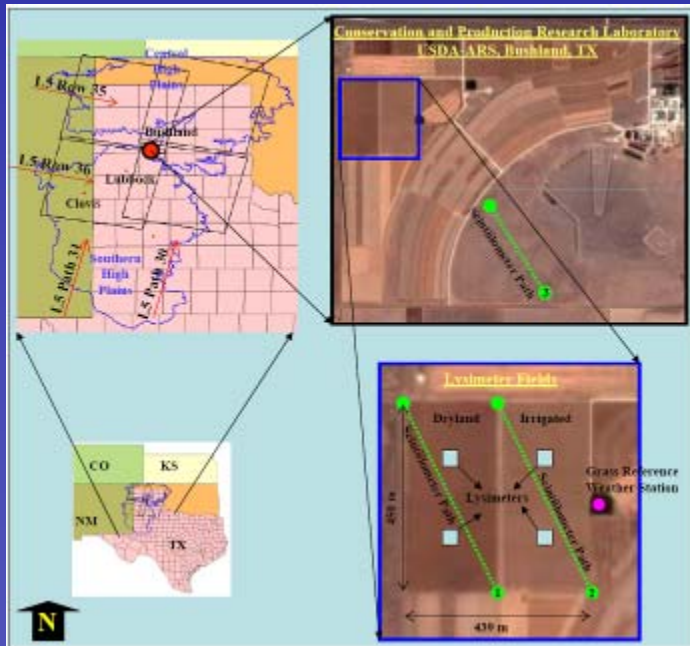 Central
High
Plains
L5 Row 35
Bushland
L5 Row 36
Lubbock
Clovis
Southern
High
Plains
L5 Path 31
L5 Path 30
Conservation and Production Research Laboratory
USDA-ARS, Bushland, TX
Scintillometer Path
3
CO
KS
NM
TX
N
Lysimeter Fields
Dryland
Irrigated
Scintillometer Path
Scintillometer Path
Lysimeters
Grass Reference
Weather Station
450 m
1
2
430 m